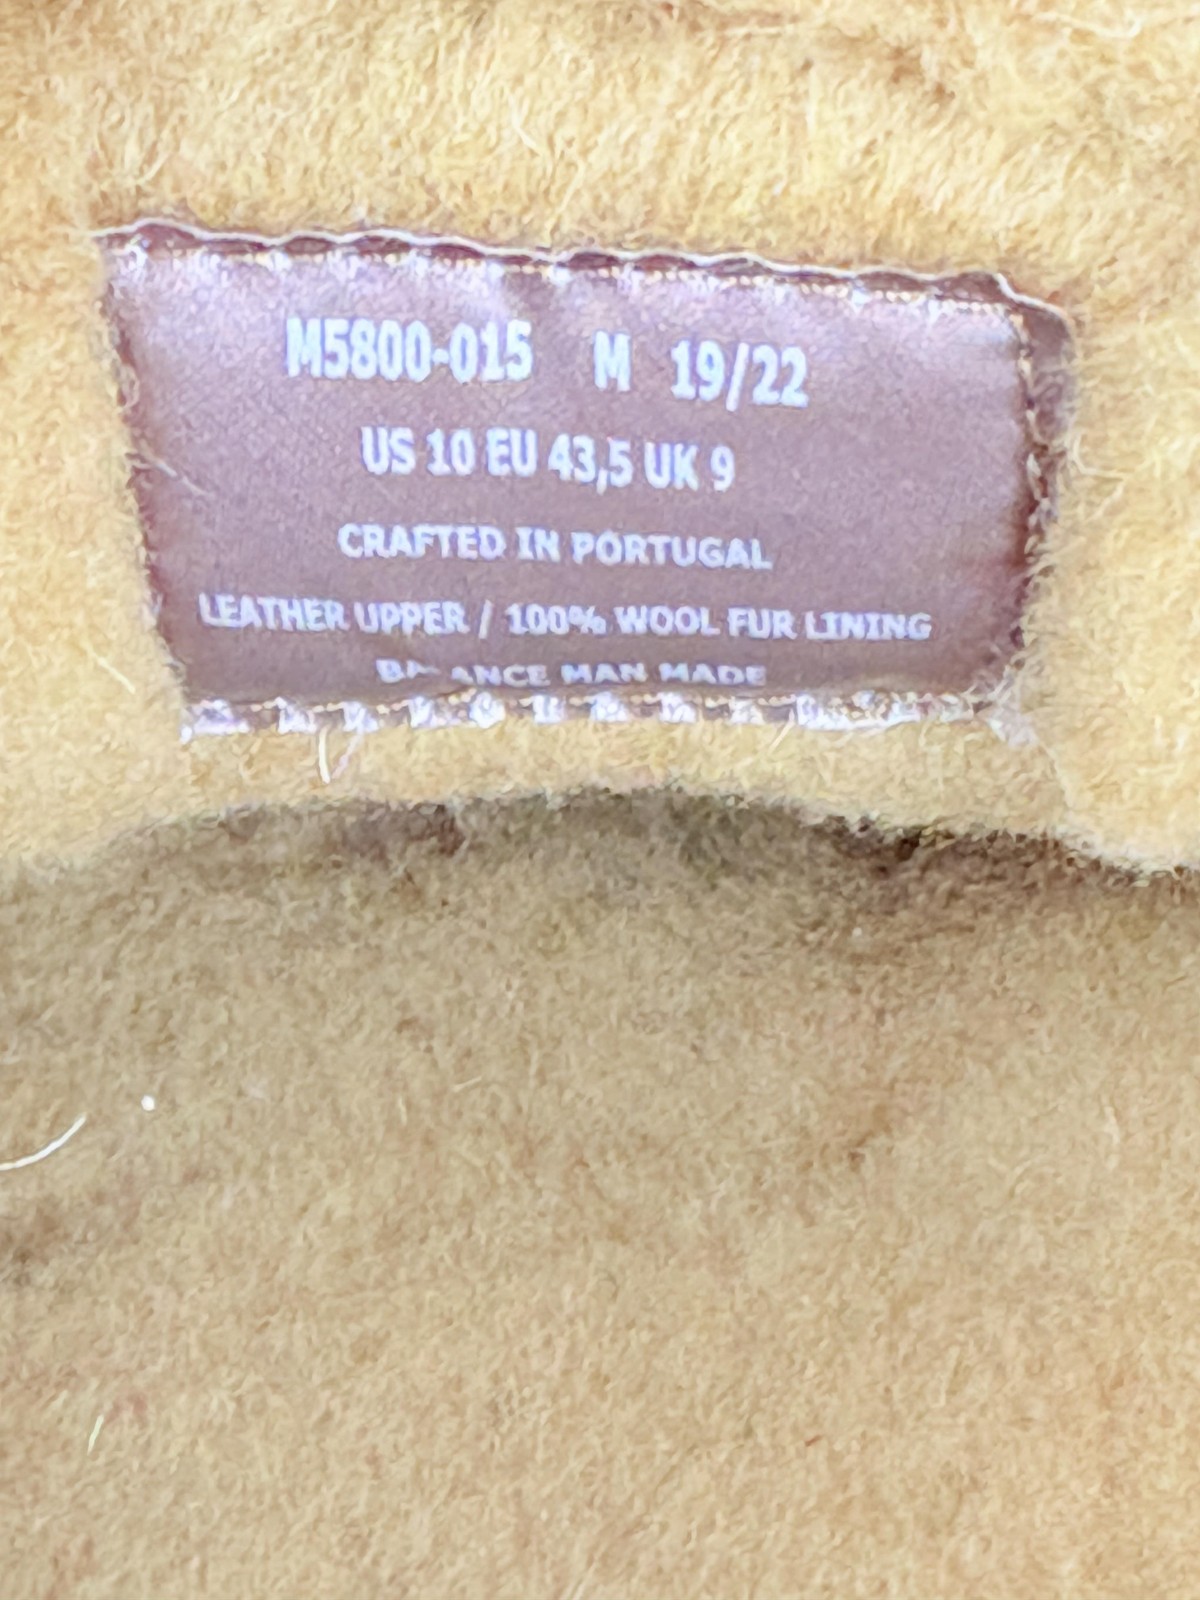 M5800-015 M 19/22
US 10 EU 43,5 UK 9
CRAFTED IN PORTUGAL
LEATHER UPPER / 100% WOOL FUR LINING
BALANCE MAN MADE